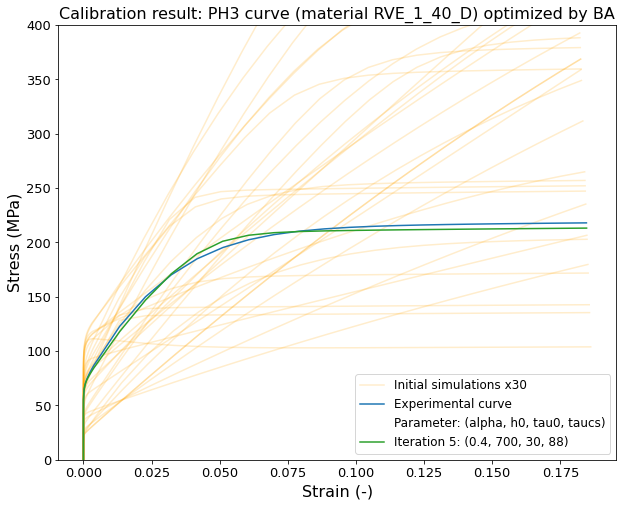 Calibration result: PH3 curve (material RVE_1_40_D) optimized by BA
400
350
300
250
200
150
100
50
0
Stress (MPa)
0.000 0.025 0.050 0.075 0.100 0.125 0.150 0.175
Strain (-)
Initial simulations x30
Experimental curve
Parameter: (alpha, h0, tau0, taucs)
Iteration 5: (0.4, 700, 30, 88)